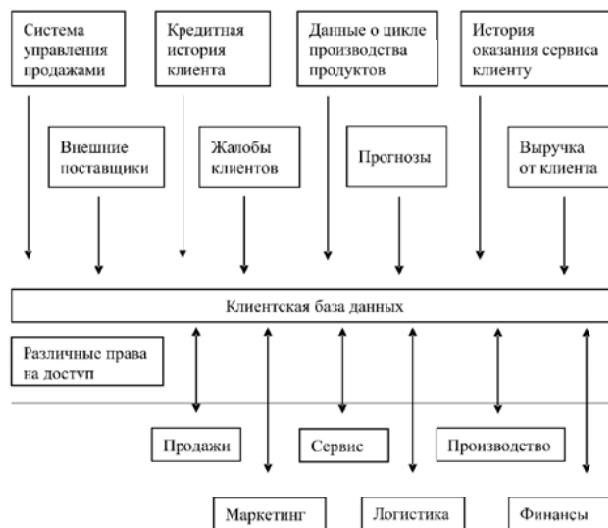 Система
управления
продажами
Кредитная
история
клиента
Данные о цикле
производства
продуктов
История
оказания сервиса
клиенту
Внешние
поставщики
Жалобы
клиентов
Прогнозы
Выручка
от клиента
Клиентская база данных
Различные права
на доступ
Продажи
Сервис
Производство
Маркетинг
Логистика
Финансы